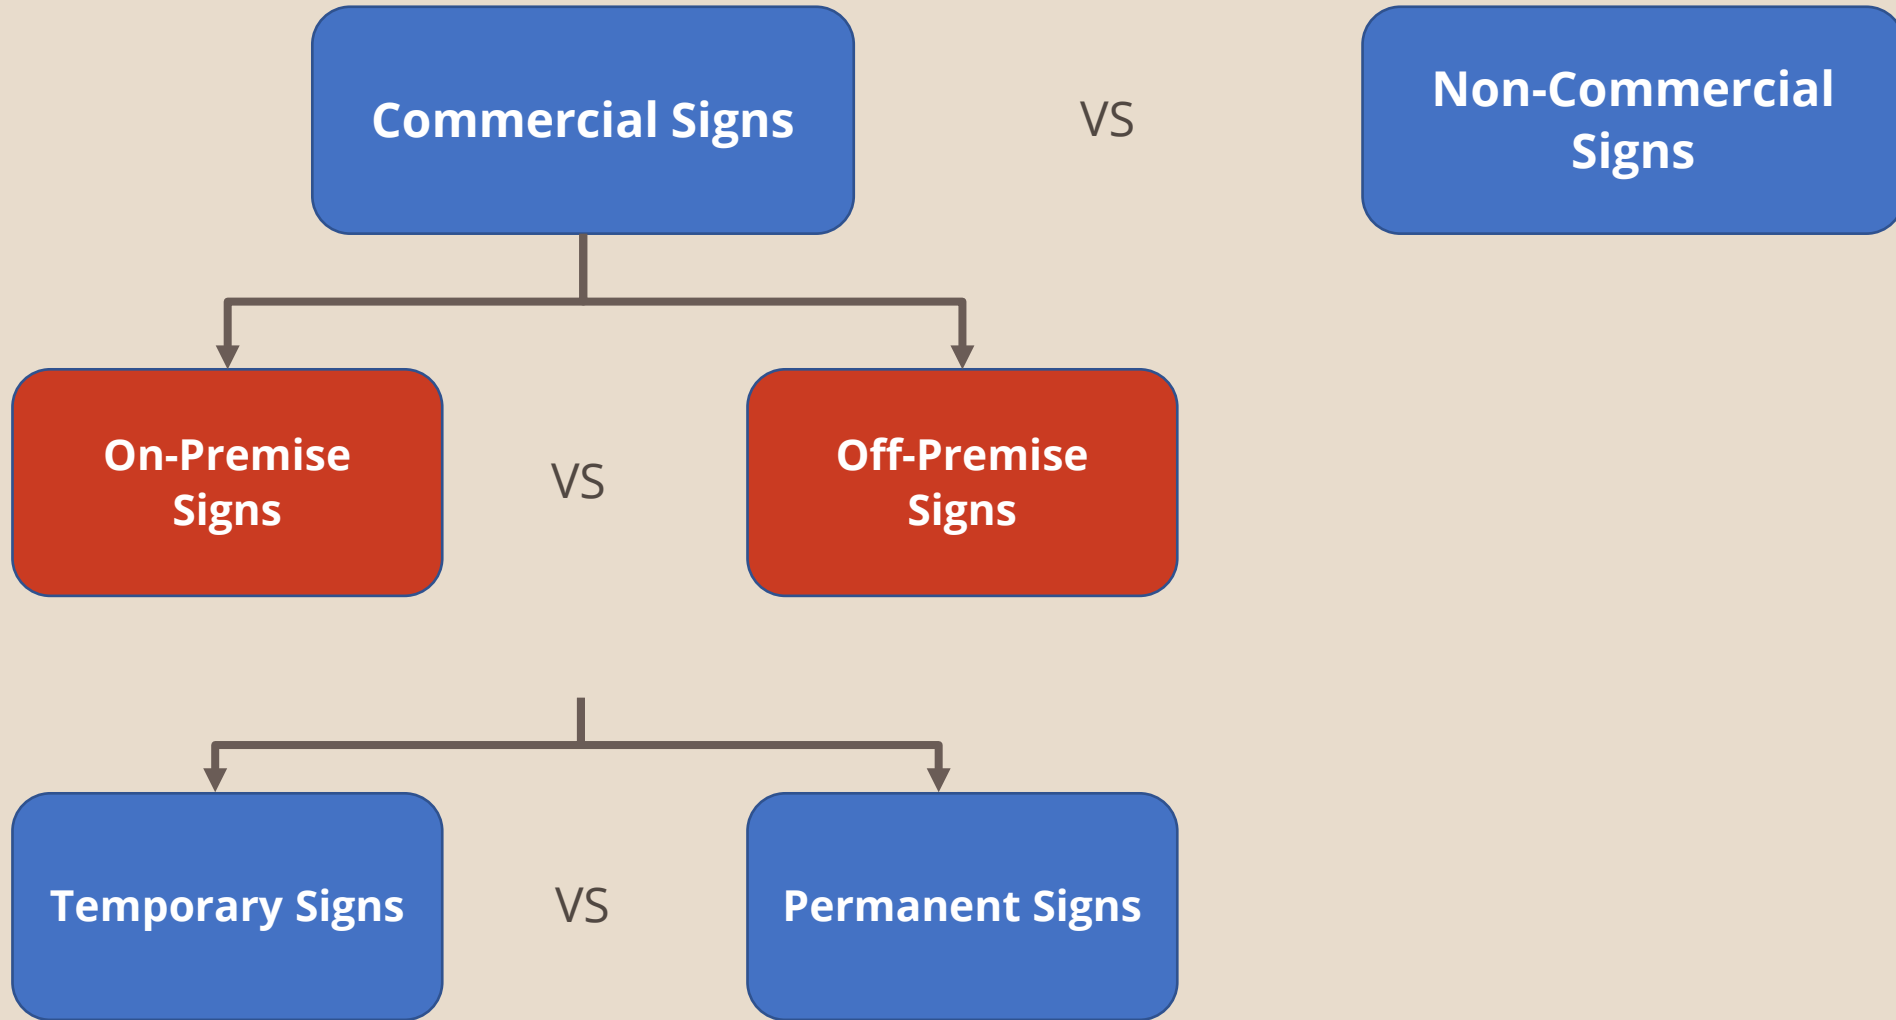 Commercial Signs
VS
Non-Commercial
Signs
On-Premise
Signs
VS
Off-Premise
Signs
Temporary Signs
VS
Permanent Signs